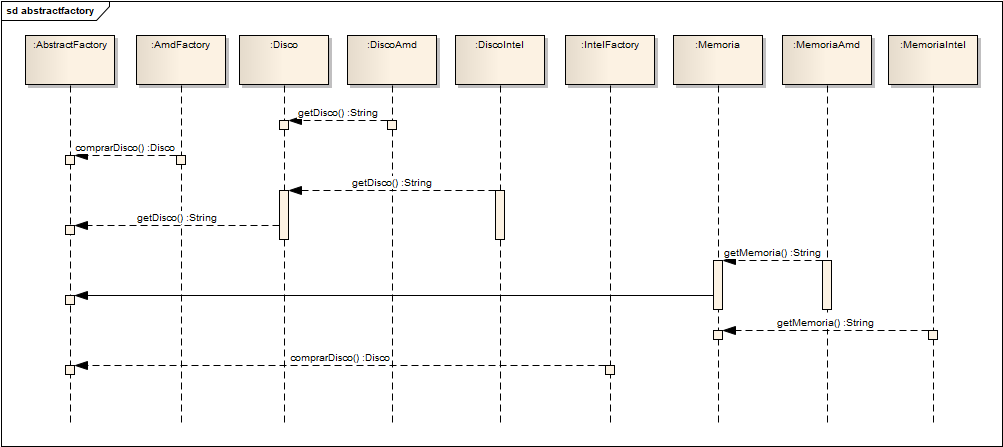 sd abstractfactory
:AbstractFactory
:AmdFactory
:Disco
:DiscoAmd
:DiscoIntel
:IntelFactory
:Memoria
:MemoriaAmd
:MemoriaIntel
getDisco() :String
comprarDisco() :Disco
getDisco() :String
getDisco() :String
getMemoria() :String
getMemoria() :String
comprarDisco() :Disco